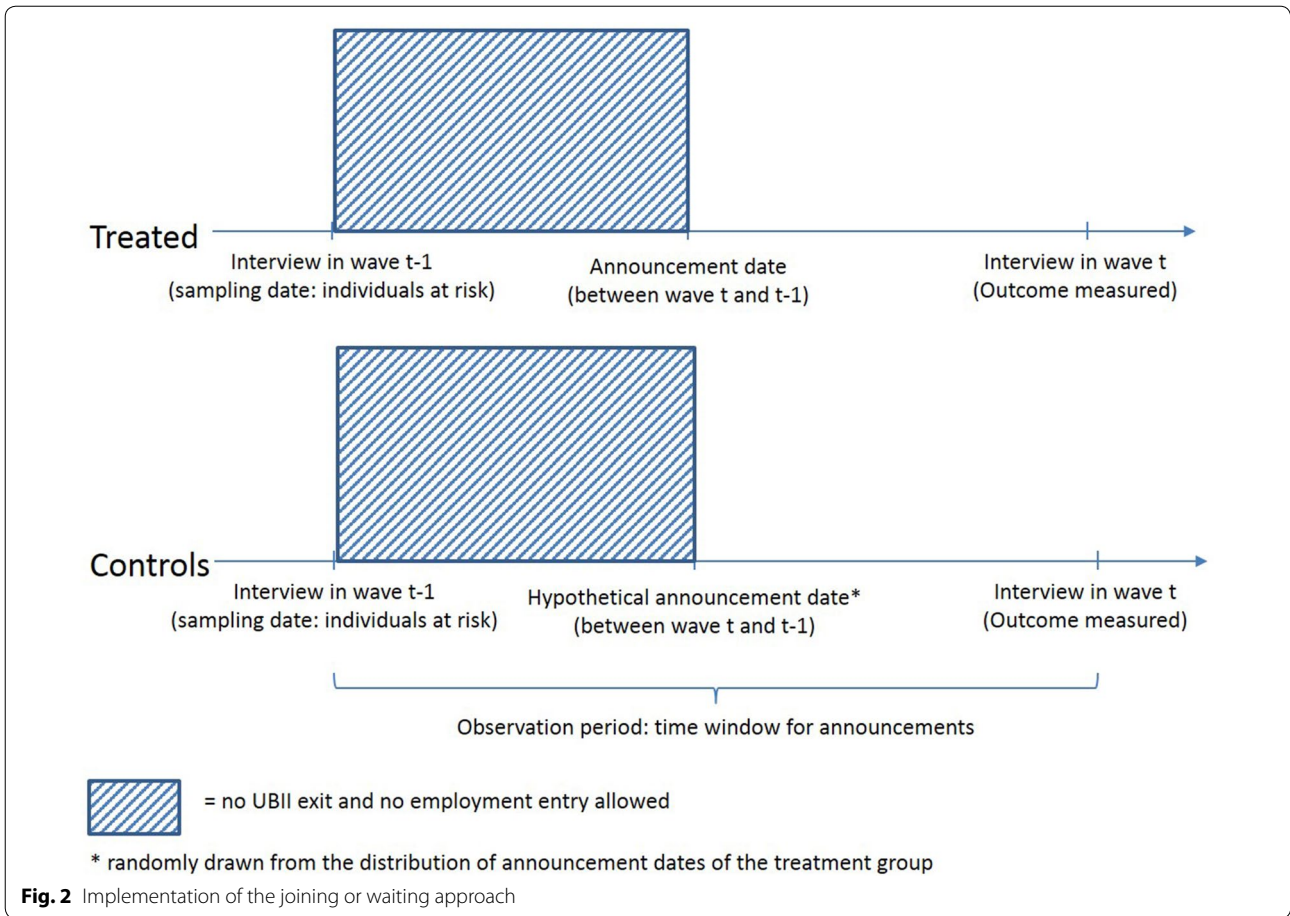 Treated
Interview in wave t-1
(sampling date: individuals at risk)
Announcement date
(between wave t and t-1)
Interview in wave t
(Outcome measured)
Controls
Interview in wave t-1
(sampling date: individuals at risk)
Hypothetical announcement date*
(between wave t and t-1)
Interview in wave t
(Outcome measured)
Observation period: time window for announcements
= no UBII exit and no employment entry allowed
* randomly drawn from the distribution of announcement dates of the treatment group
Fig. 2 Implementation of the joining or waiting approach